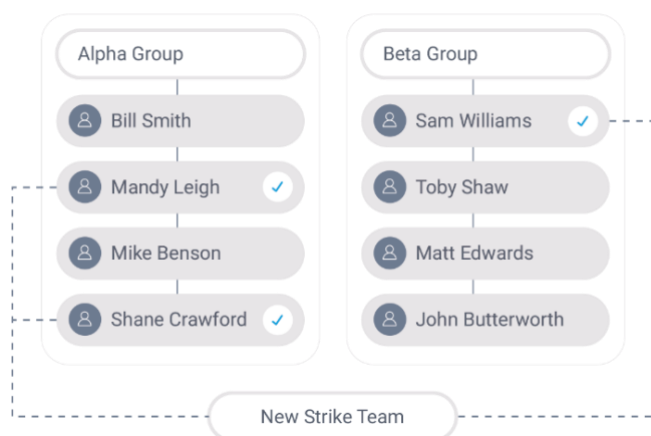 Alpha Group
Bill Smith
Mandy Leigh
Mike Benson
Shane Crawford
Beta Group
Sam Williams
Toby Shaw
Matt Edwards
John Butterworth
New Strike Team